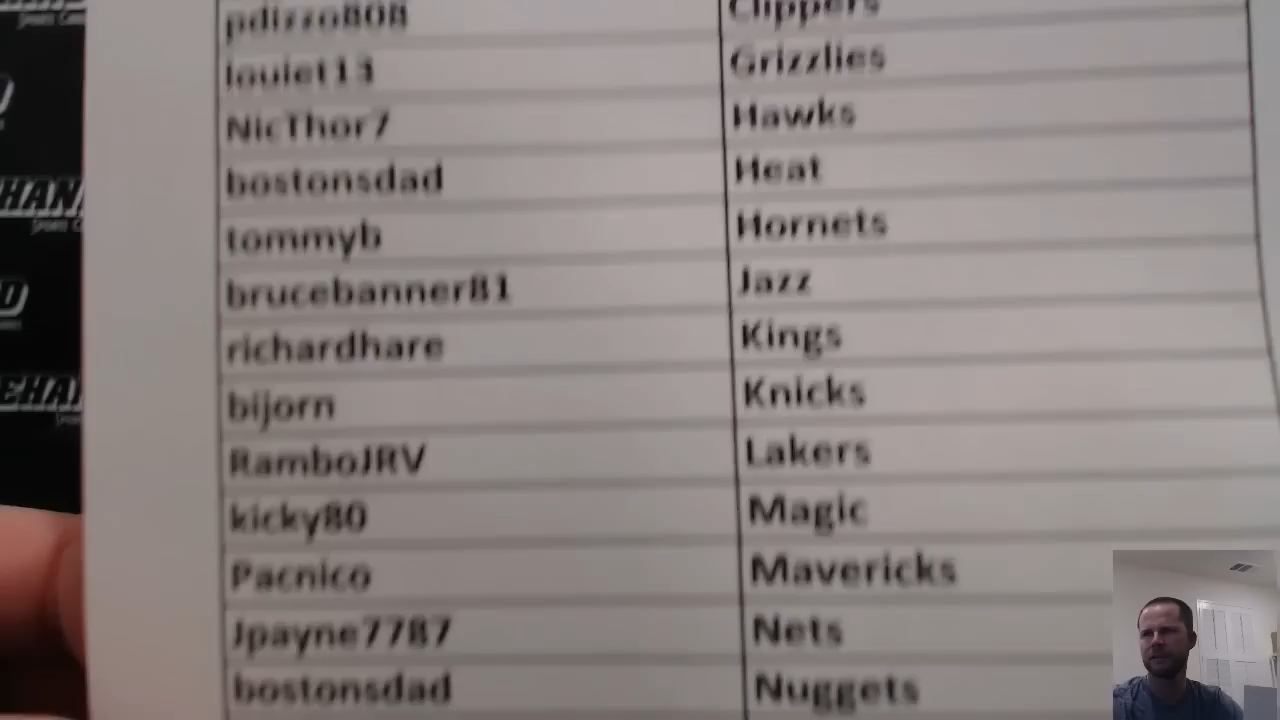 pdizzo808 Clippers
louiet13 Grizzlies
NicThor7 Hawks
bostonsdad Heat
tommyb Hornets
brucebanner81 Jazz
richardhare Kings
bijorn Knicks
RamboJRV Lakers
kicky80 Magic
Pacnico Mavericks
Jpayne7787 Nets
bostonsdad Nuggets